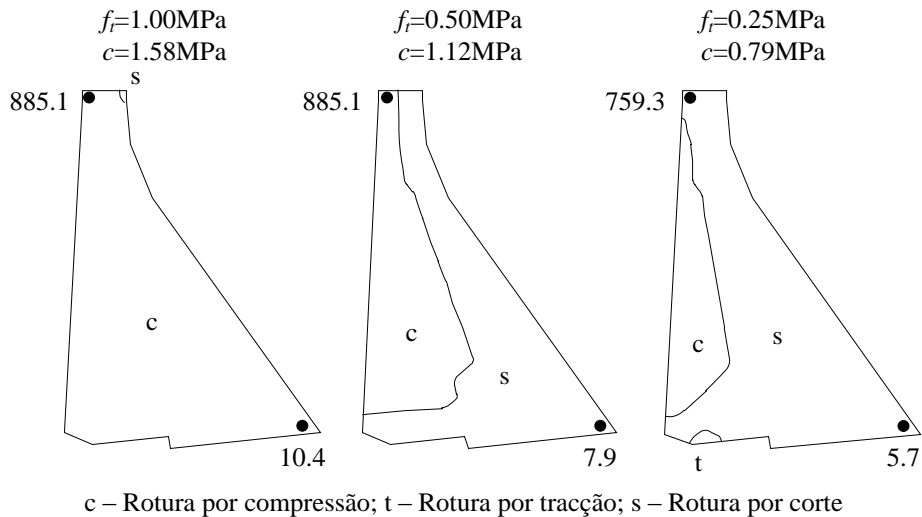 f_t=1.00MPa
c=1.58MPa
f_t=0.50MPa
c=1.12MPa
f_t=0.25MPa
c=0.79MPa
s
885.1
885.1
759.3
c
c
s
c
s
10.4
7.9
t
5.7
c – Rotura por compressão; t – Rotura por tracção; s – Rotura por corte